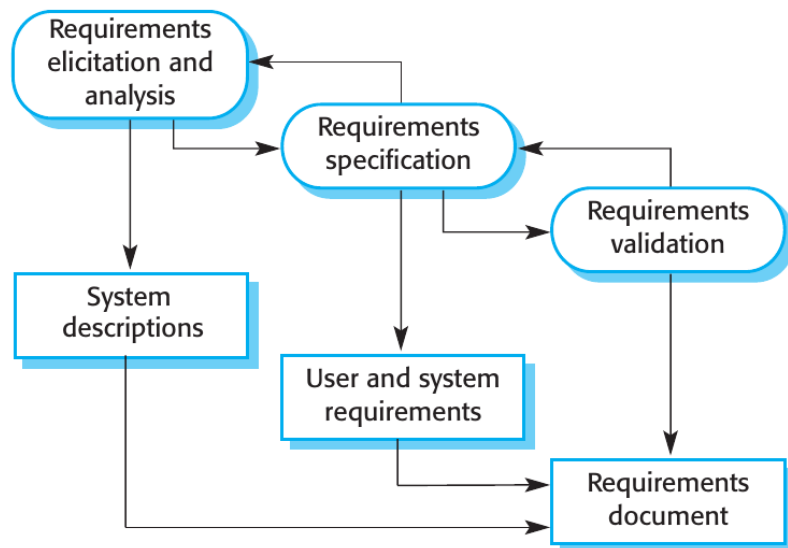 Requirements
elicitation and
analysis
Requirements
specification
Requirements
validation
System
descriptions
User and system
requirements
Requirements
document